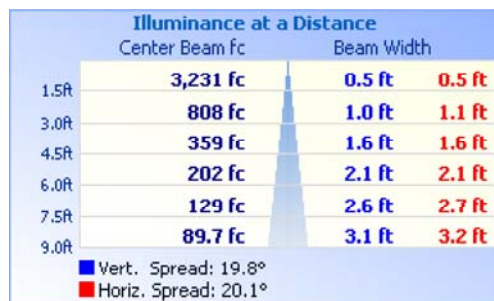 Illuminance at a Distance
Center Beam fc Beam Width
1.5ft 3,231 fc 0.5 ft 0.5 ft
3.0ft 808 fc 1.0 ft 1.1 ft
4.5ft 359 fc 1.6 ft 1.6 ft
6.0ft 202 fc 2.1 ft 2.1 ft
7.5ft 129 fc 2.6 ft 2.7 ft
9.0ft 89.7 fc 3.1 ft 3.2 ft
Vert. Spread: 19.8°
Horiz. Spread: 20.1°